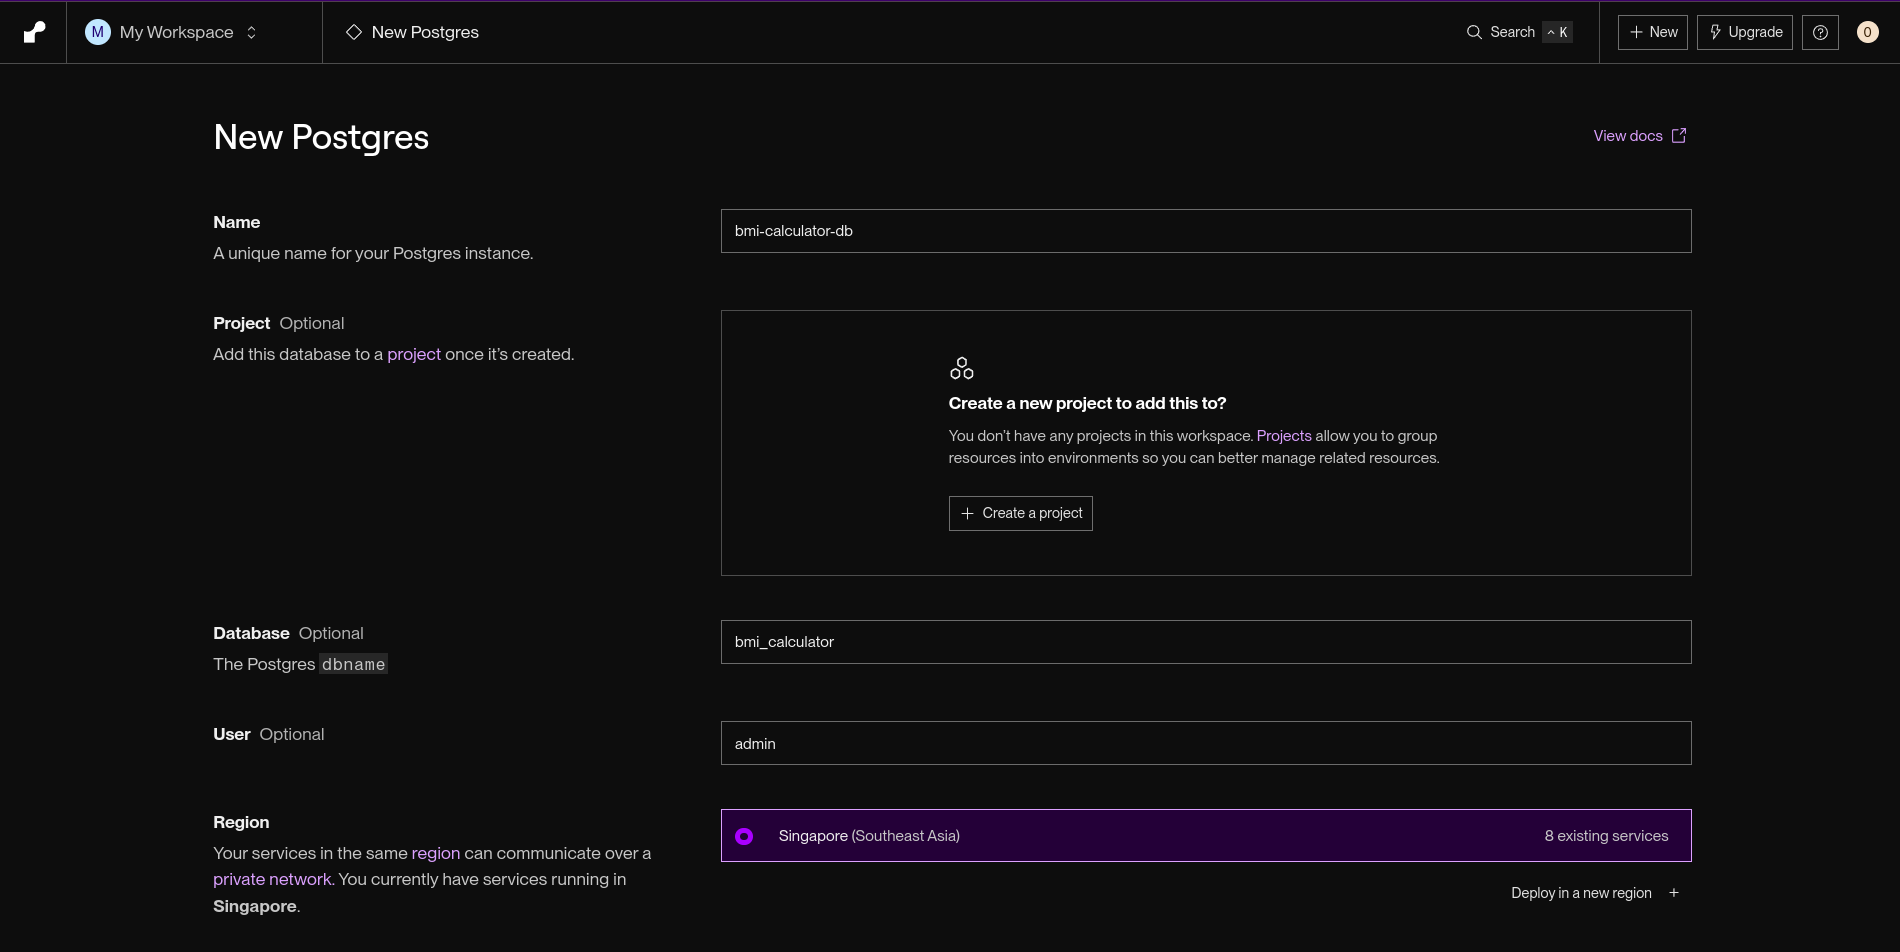 M My Workspace
New Postgres
Search ^ K
New
Upgrade
O
New Postgres
View docs
Name
A unique name for your Postgres instance.
bmi-calculator-db
Project Optional
Add this database to a project once it's created.
Create a new project to add this to?
You don't have any projects in this workspace. Projects allow you to group
resources into environments so you can better manage related resources.
Create a project
Database Optional
The Postgres dbname
bmi_calculator
User Optional
admin
Region
Your services in the same region can communicate over a
private network. You currently have services running in
Singapore.
Singapore (Southeast Asia)
8 existing services
Deploy in a new region +